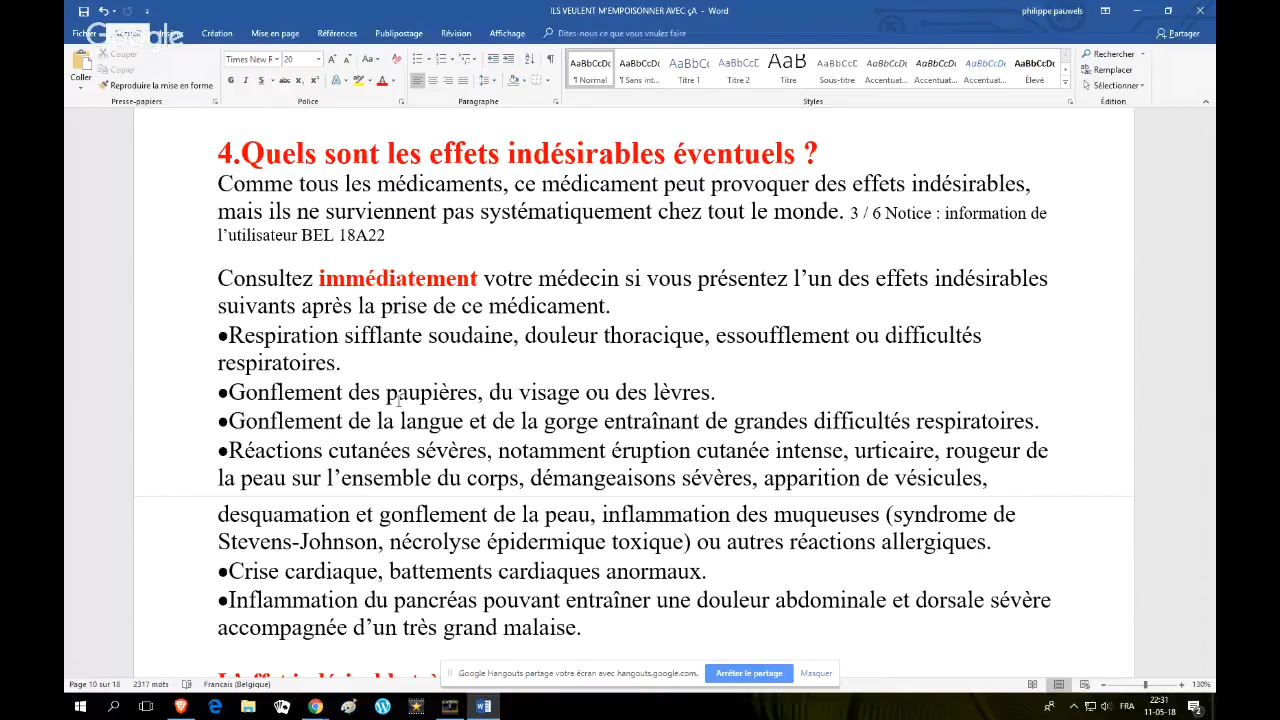 ILS VEULENT M'EMPOISONNER AVEC çA - Word
philippe pauwels
Google
Fichier Accueil Insertion Création Mise en page Références Publipostage Révision Affichage Dites-nous ce que vous voulez faire Partager
Coller
Couper
Copier
Reproduire la mise en forme
Presse-papiers
Times New R 20
Police
Paragraphe
AaBbCcDc AaBbCcDc AaBbCc AaBbCcD AaB AaBbCcD AaBbCcDc AaBbCcDc AaBbCcDc
¶ Normal ¶ Sans int... Titre 1 Titre 2 Titre Sous-titre Accentuat... Accentuat... Élevé
Styles
Rechercher
Remplacer
Sélectionner
Édition
4.Quels sont les effets indésirables éventuels ?
Comme tous les médicaments, ce médicament peut provoquer des effets indésirables,
mais ils ne surviennent pas systématiquement chez tout le monde. 3 / 6 Notice : information de
l’utilisateur BEL 18A22
Consultez immédiatement votre médecin si vous présentez l’un des effets indésirables
suivants après la prise de ce médicament.
●Respiration sifflante soudaine, douleur thoracique, essoufflement ou difficultés
respiratoires.
●Gonflement des paupières, du visage ou des lèvres.
●Gonflement de la langue et de la gorge entraînant de grandes difficultés respiratoires.
●Réactions cutanées sévères, notamment éruption cutanée intense, urticaire, rougeur de
la peau sur l’ensemble du corps, démangeaisons sévères, apparition de vésicules,
desquamation et gonflement de la peau, inflammation des muqueuses (syndrome de
Stevens-Johnson, nécrolyse épidermique toxique) ou autres réactions allergiques.
●Crise cardiaque, battements cardiaques anormaux.
●Inflammation du pancréas pouvant entraîner une douleur abdominale et dorsale sévère
accompagnée d’un très grand malaise.
Google Hangouts partage votre écran avec hangouts.google.com. Arrêter le partage Masquer
Page 10 sur 18 2317 mots Français (Belgique) 130%
FRA
22:31
11-05-18